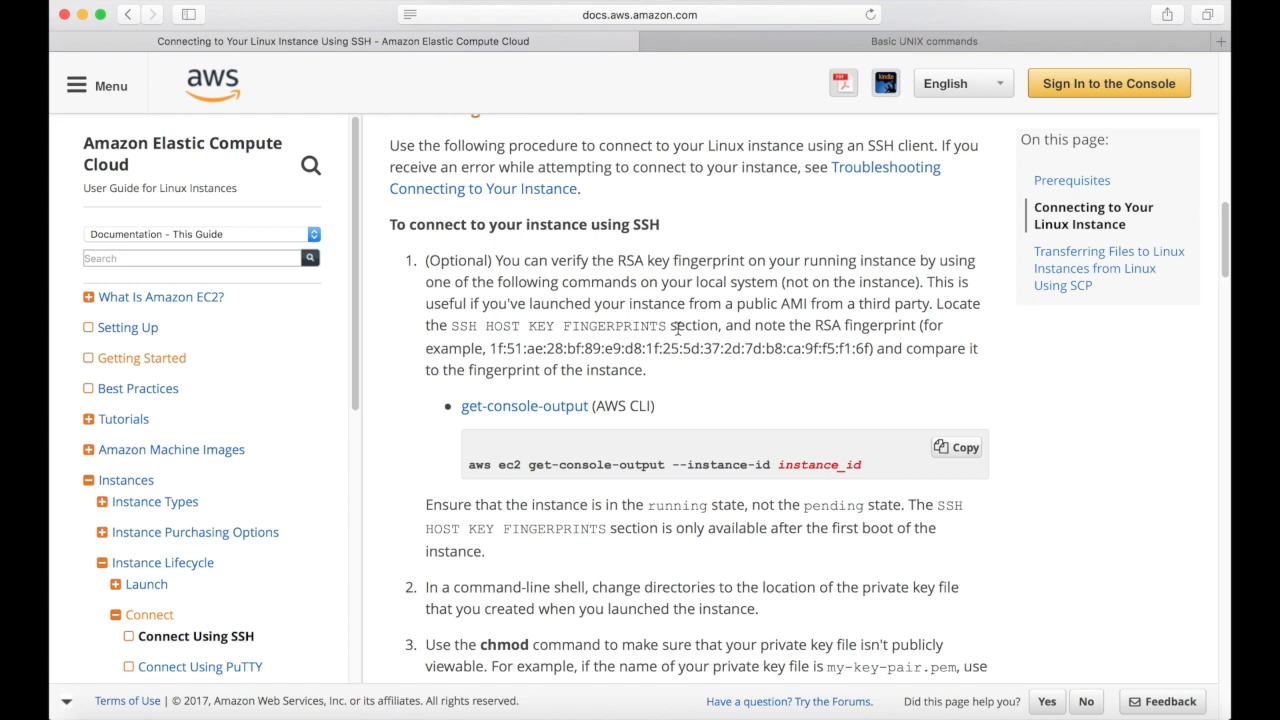 docs.aws.amazon.com
Connecting to Your Linux Instance Using SSH - Amazon Elastic Compute Cloud
Basic UNIX commands
Menu
aws
PDF
kindle
English
Sign In to the Console
Amazon Elastic Compute
Cloud
User Guide for Linux Instances
Documentation - This Guide
Search
What Is Amazon EC2?
Setting Up
Getting Started
Best Practices
Tutorials
Amazon Machine Images
Instances
Instance Types
Instance Purchasing Options
Instance Lifecycle
Launch
Connect
Connect Using SSH
Connect Using PuTTY
Use the following procedure to connect to your Linux instance using an SSH client. If you
receive an error while attempting to connect to your instance, see Troubleshooting
Connecting to Your Instance.
To connect to your instance using SSH
1. (Optional) You can verify the RSA key fingerprint on your running instance by using
one of the following commands on your local system (not on the instance). This is
useful if you've launched your instance from a public AMI from a third party. Locate
the SSH HOST KEY FINGERPRINTS section, and note the RSA fingerprint (for
example, 1f:51:ae:28:bf:89:e9:d8:1f:25:5d:37:2d:7d:b8:ca:9f:f5:f1:6f) and compare it
to the fingerprint of the instance.
• get-console-output (AWS CLI)
Copy
aws ec2 get-console-output --instance-id instance_id
Ensure that the instance is in the running state, not the pending state. The SSH
HOST KEY FINGERPRINTS section is only available after the first boot of the
instance.
2. In a command-line shell, change directories to the location of the private key file
that you created when you launched the instance.
3. Use the chmod command to make sure that your private key file isn't publicly
viewable. For example, if the name of your private key file is my-key-pair.pem, use
On this page:
Prerequisites
Connecting to Your
Linux Instance
Transferring Files to Linux
Instances from Linux
Using SCP
Terms of Use | © 2017, Amazon Web Services, Inc. or its affiliates. All rights reserved.
Have a question? Try the Forums.
Did this page help you?
Yes
No
Feedback